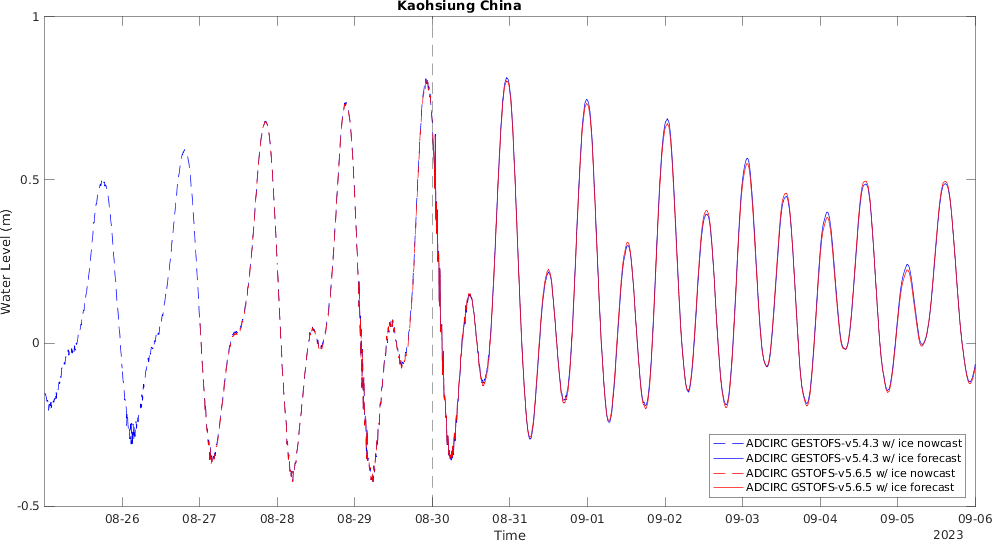 Kaohsiung China
1
0.5
0
-0.5
Water Level (m)
ADCIRC GESTOFS-v5.4.3 w/ ice nowcast
ADCIRC GESTOFS-v5.4.3 w/ ice forecast
ADCIRC GSTOFS-v5.6.5 w/ ice nowcast
ADCIRC GSTOFS-v5.6.5 w/ ice forecast
08-26 08-27 08-28 08-29 08-30 08-31 09-01 09-02 09-03 09-04 09-05 09-06
Time
2023